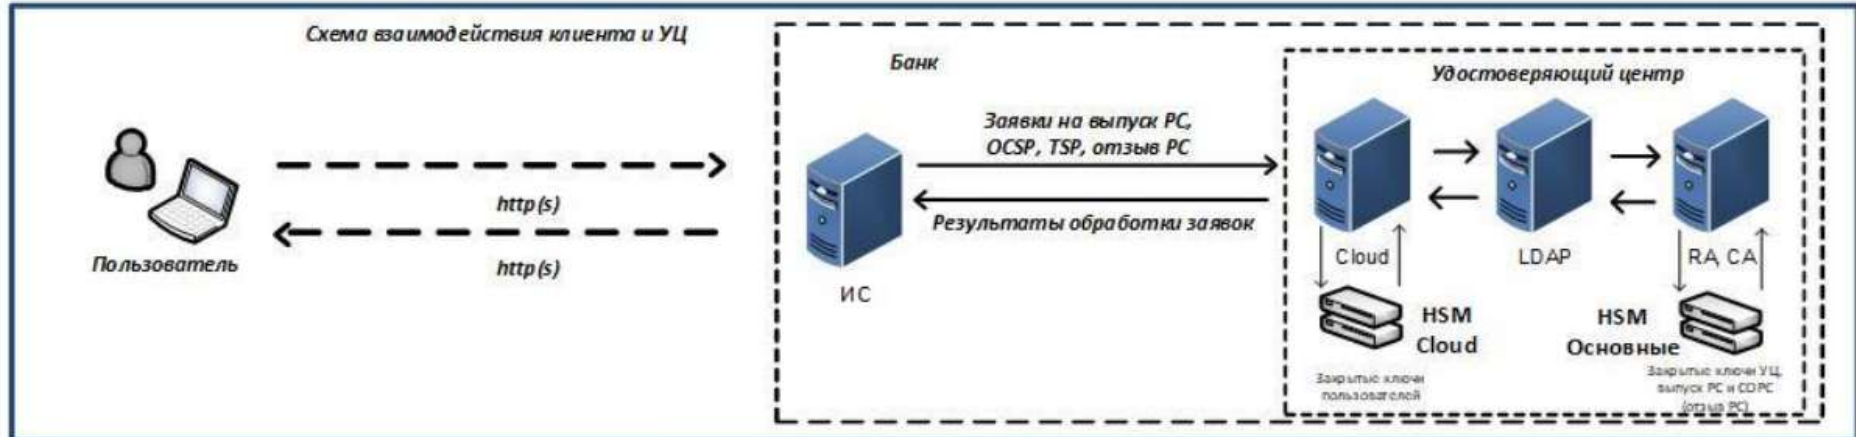 Схема взаимодействия клиента и УЦ
Банк
Удостоверяющий центр
Заявки на выпуск РС,
OCSP, TSP, отзыв РС
http(s)
Результаты обработки заявок
http(s)
Пользователь
ИС
Cloud
LDAP
RA, CA
HSM
Cloud
HSM
Основные
Закрытые ключи
пользователей
Закрытые ключи УЦ,
выпуск РС и СОРС
(отзыв РС)